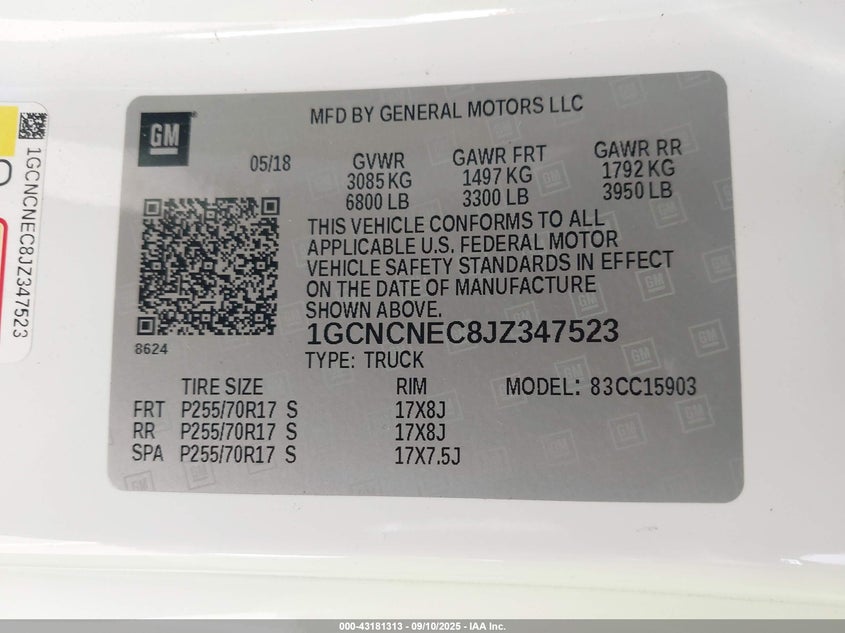 GM
MFD BY GENERAL MOTORS LLC
05/18 GVWR GAWR FRT GAWR RR
3085 KG 1497 KG 1792 KG
6800 LB 3300 LB 3950 LB
THIS VEHICLE CONFORMS TO ALL
APPLICABLE U.S. FEDERAL MOTOR
VEHICLE SAFETY STANDARDS IN EFFECT
ON THE DATE OF MANUFACTURE
SHOWN ABOVE.
8624
1GCNCNEC8JZ347523
TYPE: TRUCK
TIRE SIZE RIM MODEL: 83CC15903
FRT P255/70R17 S 17X8J
RR P255/70R17 S 17X8J
SPA P255/70R17 S 17X7.5J
1GCNCNEC8JZ347523
000-43181313 - 09/10/2025 - IAA Inc.